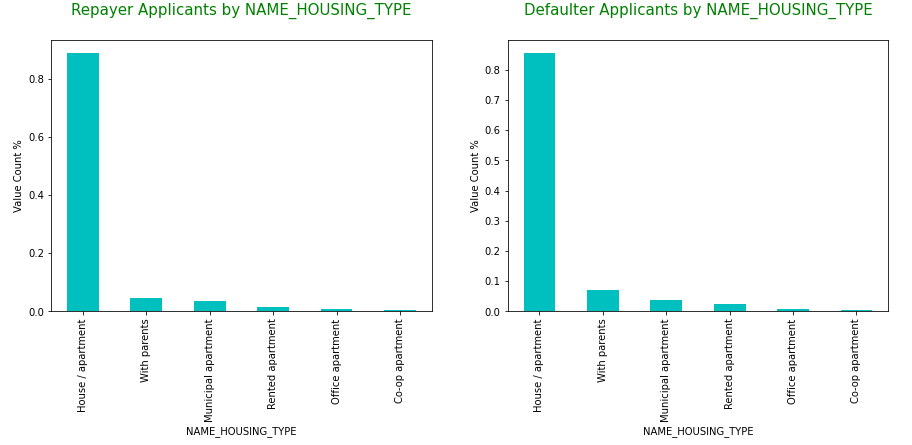 Repayer Applicants by NAME_HOUSING_TYPE
Value Count %
0.8
0.6
0.4
0.2
0.0
House / apartment
With parents
Municipal apartment
Rented apartment
Office apartment
Co-op apartment
NAME_HOUSING_TYPE
Defaulter Applicants by NAME_HOUSING_TYPE
Value Count %
0.8
0.7
0.6
0.5
0.4
0.3
0.2
0.1
0.0
House / apartment
With parents
Municipal apartment
Rented apartment
Office apartment
Co-op apartment
NAME_HOUSING_TYPE